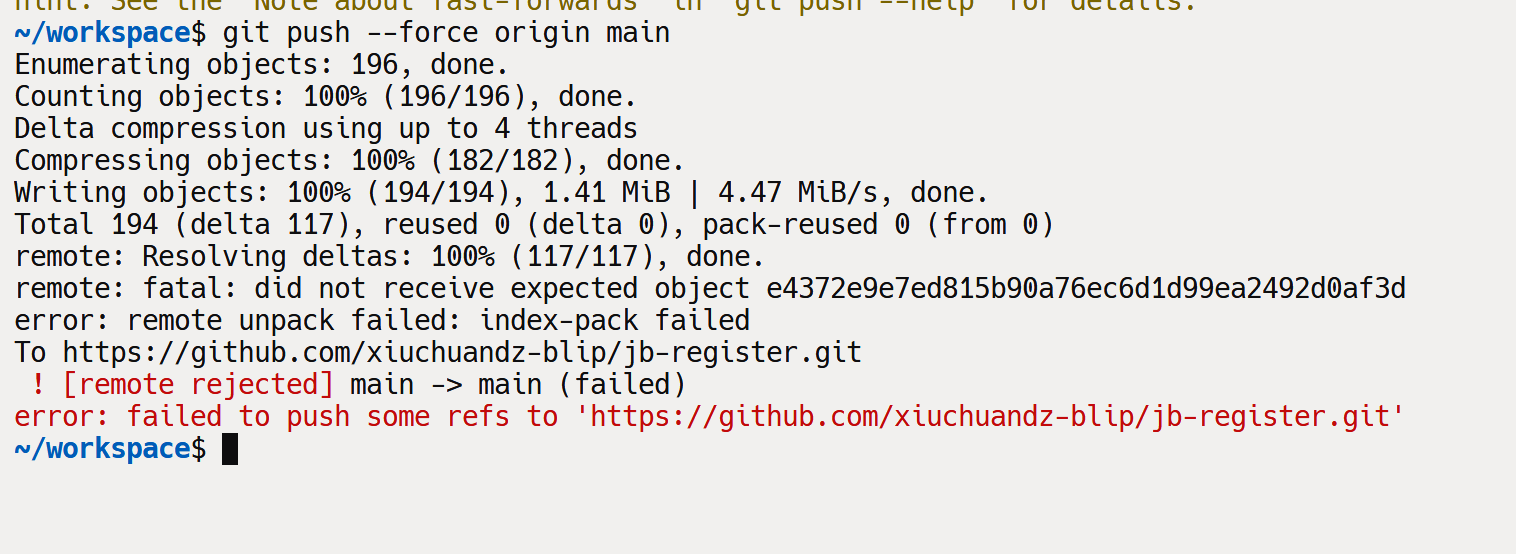 hint: See the 'Note about fast-forwards' in 'git push --help' for details.
~/workspace$ git push --force origin main
Enumerating objects: 196, done.
Counting objects: 100% (196/196), done.
Delta compression using up to 4 threads
Compressing objects: 100% (182/182), done.
Writing objects: 100% (194/194), 1.41 MiB | 4.47 MiB/s, done.
Total 194 (delta 117), reused 0 (delta 0), pack-reused 0 (from 0)
remote: Resolving deltas: 100% (117/117), done.
remote: fatal: did not receive expected object e4372e9e7ed815b90a76ec6d1d99ea2492d0af3d
error: remote unpack failed: index-pack failed
To https://github.com/xiuchuandz-blip/jb-register.git
 ! [remote rejected] main -> main (failed)
error: failed to push some refs to 'https://github.com/xiuchuandz-blip/jb-register.git'
~/workspace$